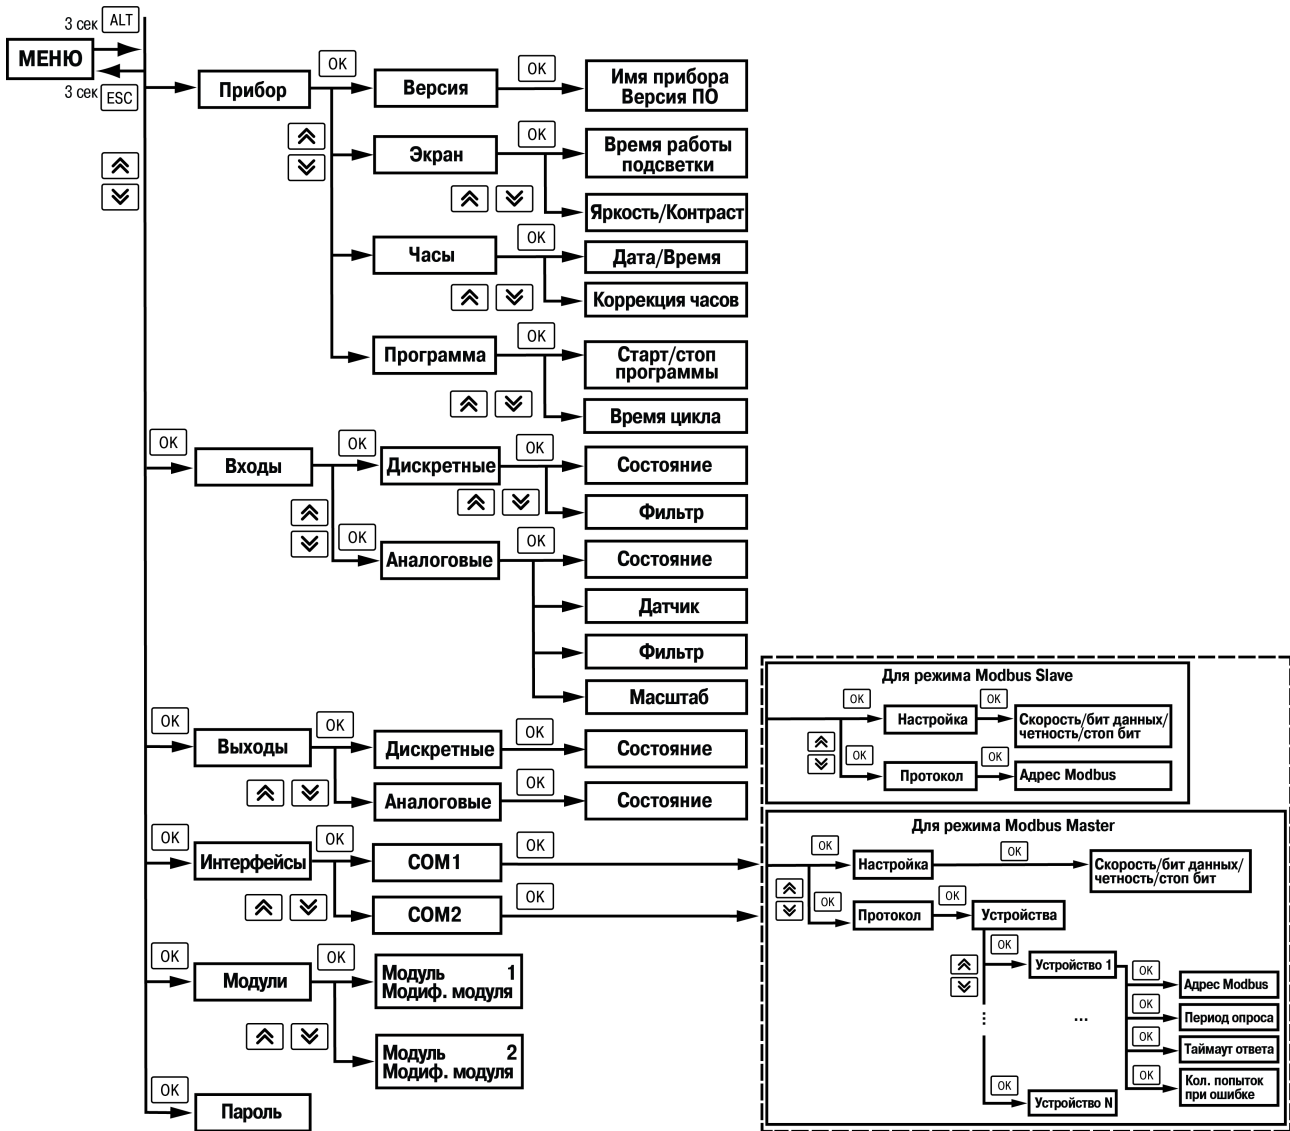 3 сек ALT
МЕНЮ
3 сек ESC
Прибор
OK
Версия
OK
Имя прибора
Версия ПО
Экран
OK
Время работы
подсветки
Яркость/Контраст
Часы
OK
Дата/Время
Коррекция часов
Программа
OK
Старт/стоп
программы
Время цикла
OK
Входы
OK
Дискретные
OK
Состояние
Фильтр
OK
Аналоговые
OK
Состояние
Датчик
Фильтр
Масштаб
OK
Выходы
OK
Дискретные
OK
Состояние
Аналоговые
OK
Состояние
OK
Интерфейсы
OK
COM1
OK
COM2
OK
OK
Модули
OK
Модуль 1
Модиф. модуля
Модуль 2
Модиф. модуля
OK
Пароль
Для режима Modbus Slave
OK
Настройка
OK
Скорость/бит данных/
четность/стоп бит
OK
Протокол
OK
Адрес Modbus
Для режима Modbus Master
OK
Настройка
OK
Скорость/бит данных/
четность/стоп бит
OK
Протокол
OK
Устройства
OK
Устройство 1
OK
Адрес Modbus
OK
Период опроса
...
OK
Таймаут ответа
OK
Кол. попыток
при ошибке
OK
Устройство N